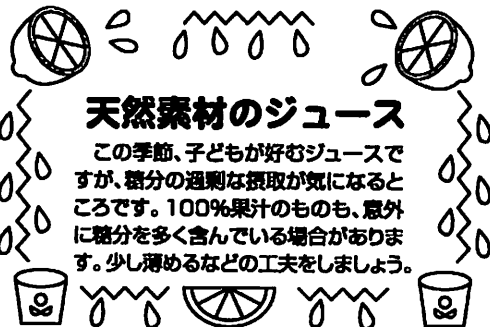 天然素材のジュース
この季節、子どもが好むジュースで
すが、糖分の過剰な摂取が気になると
ころです。100%果汁のものも、意外
に糖分を多く含んでいる場合がありま
す。少し薄めるなどの工夫をしましょう。